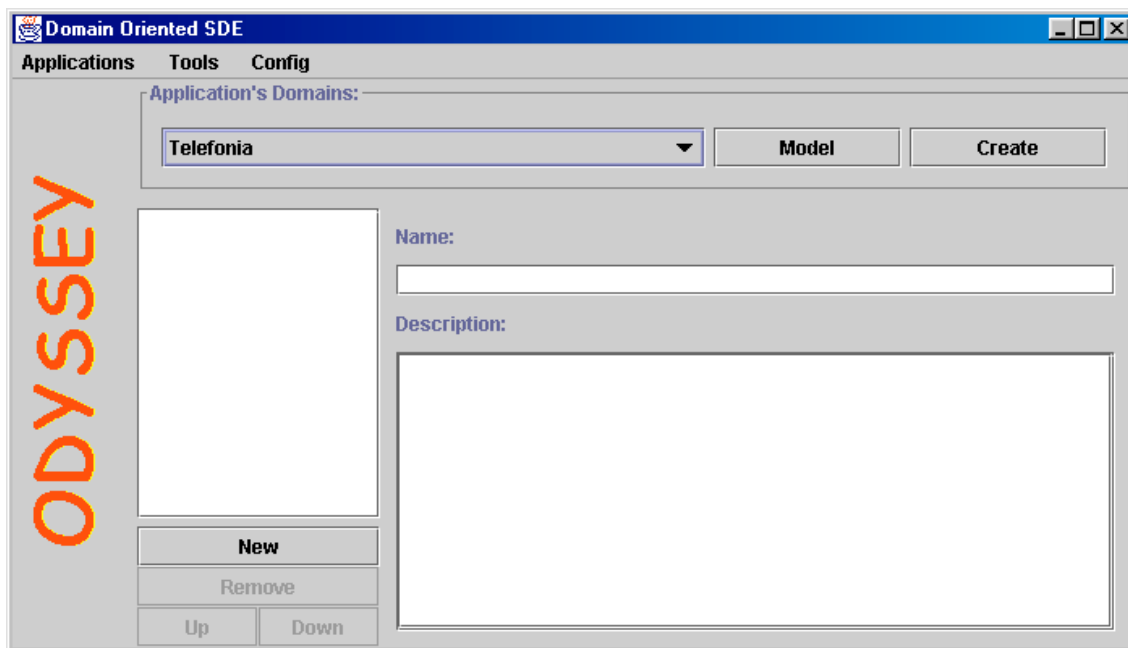 Domain Oriented SDE
Applications Tools Config
Application's Domains:
Telefonia Model Create
ODYSSEY
Name:
Description:
New
Remove
Up Down